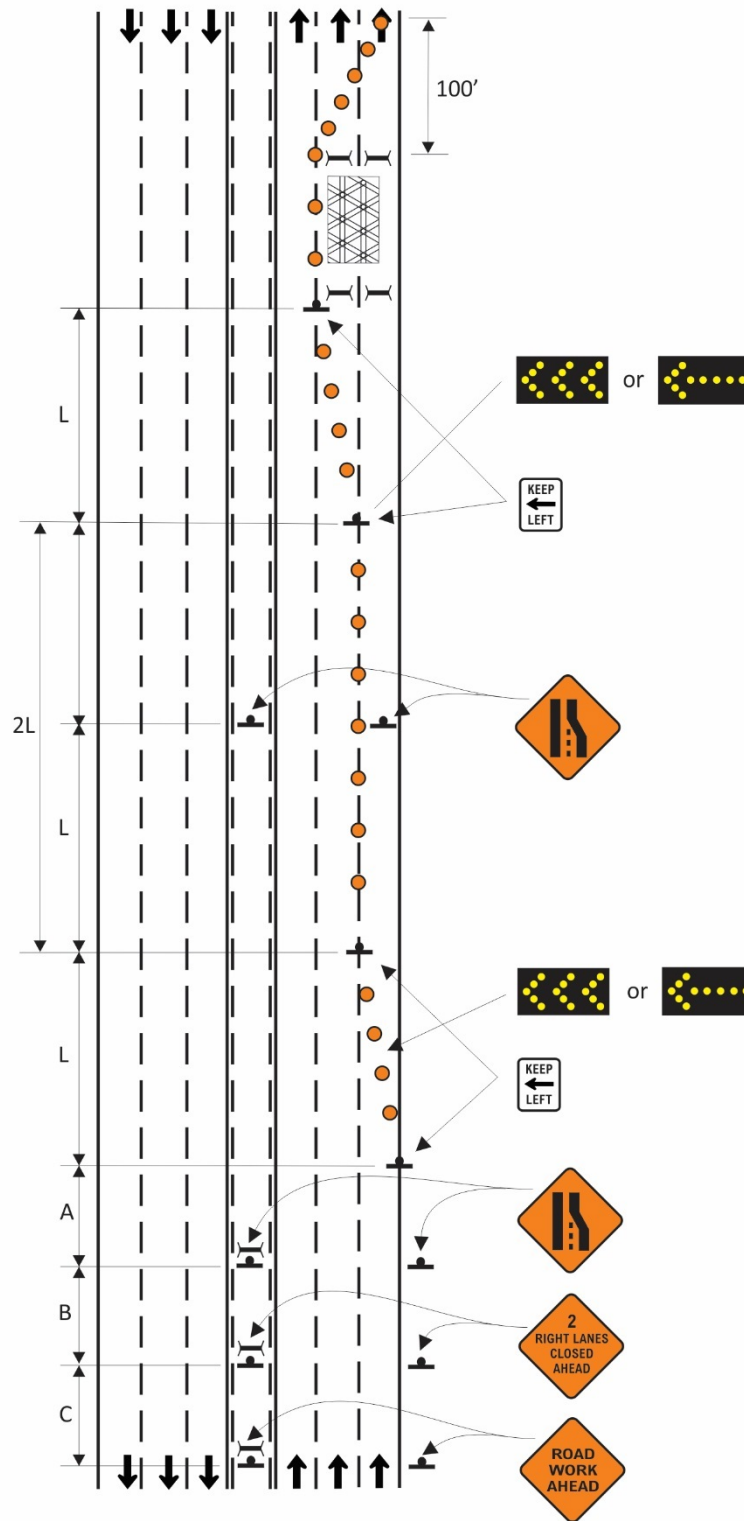 100’
L
or
KEEP
LEFT
2L
L
or
L
KEEP
LEFT
A
B
2
RIGHT LANES
CLOSED
AHEAD
C
ROAD
WORK
AHEAD